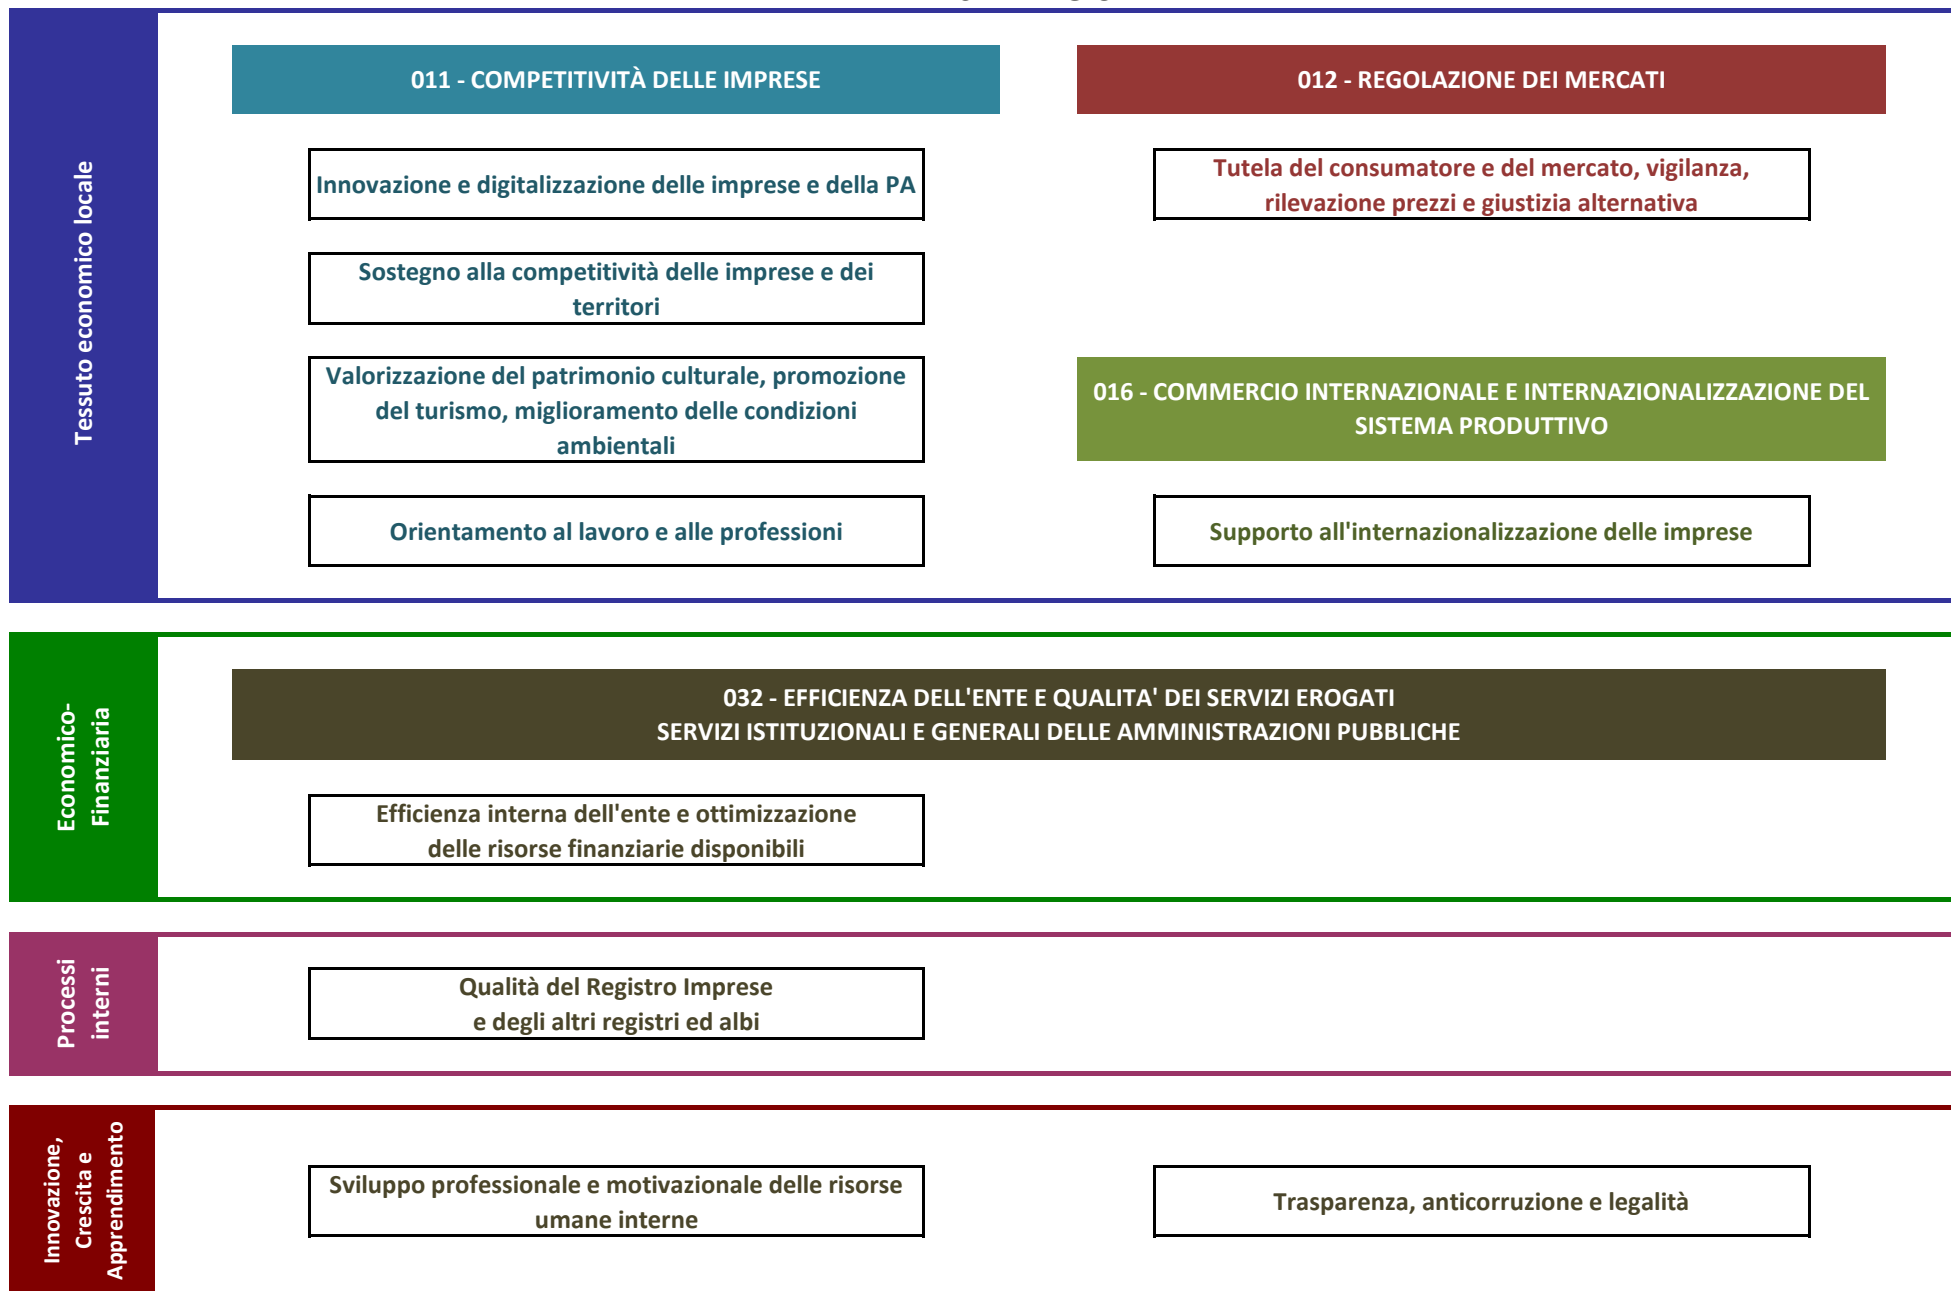 Tessuto economico locale
011 - COMPETITIVITÀ DELLE IMPRESE
012 - REGOLAZIONE DEI MERCATI
Innovazione e digitalizzazione delle imprese e della PA
Tutela del consumatore e del mercato, vigilanza,
rilevazione prezzi e giustizia alternativa
Sostegno alla competitività delle imprese e dei
territori
Valorizzazione del patrimonio culturale, promozione
del turismo, miglioramento delle condizioni
ambientali
016 - COMMERCIO INTERNAZIONALE E INTERNAZIONALIZZAZIONE DEL
SISTEMA PRODUTTIVO
Orientamento al lavoro e alle professioni
Supporto all'internazionalizzazione delle imprese
Economico-
Finanziaria
032 - EFFICIENZA DELL'ENTE E QUALITA' DEI SERVIZI EROGATI
SERVIZI ISTITUZIONALI E GENERALI DELLE AMMINISTRAZIONI PUBBLICHE
Efficienza interna dell'ente e ottimizzazione
delle risorse finanziarie disponibili
Processi
interni
Qualità del Registro Imprese
e degli altri registri ed albi
Innovazione,
Crescita e
Apprendimento
Sviluppo professionale e motivazionale delle risorse
umane interne
Trasparenza, anticorruzione e legalità